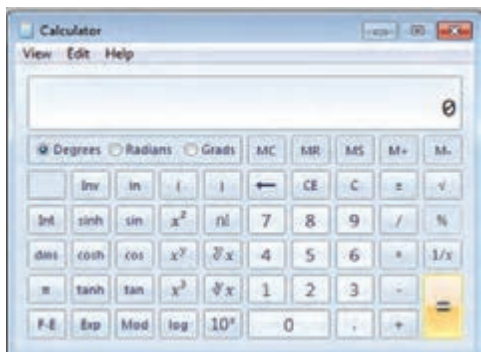 Calculator
View Edit Help
0
Degrees Radians Grads MC MR MS M+ M-
Inv ln ( ) ← CE C ± √
Int sinh sin x² n! 7 8 9 / %
dms cosh cos xʸ ʸ√x 4 5 6 * 1/x
π tanh tan x³ ³√x 1 2 3 - =
F-E Exp Mod log 10ˣ 0 . +